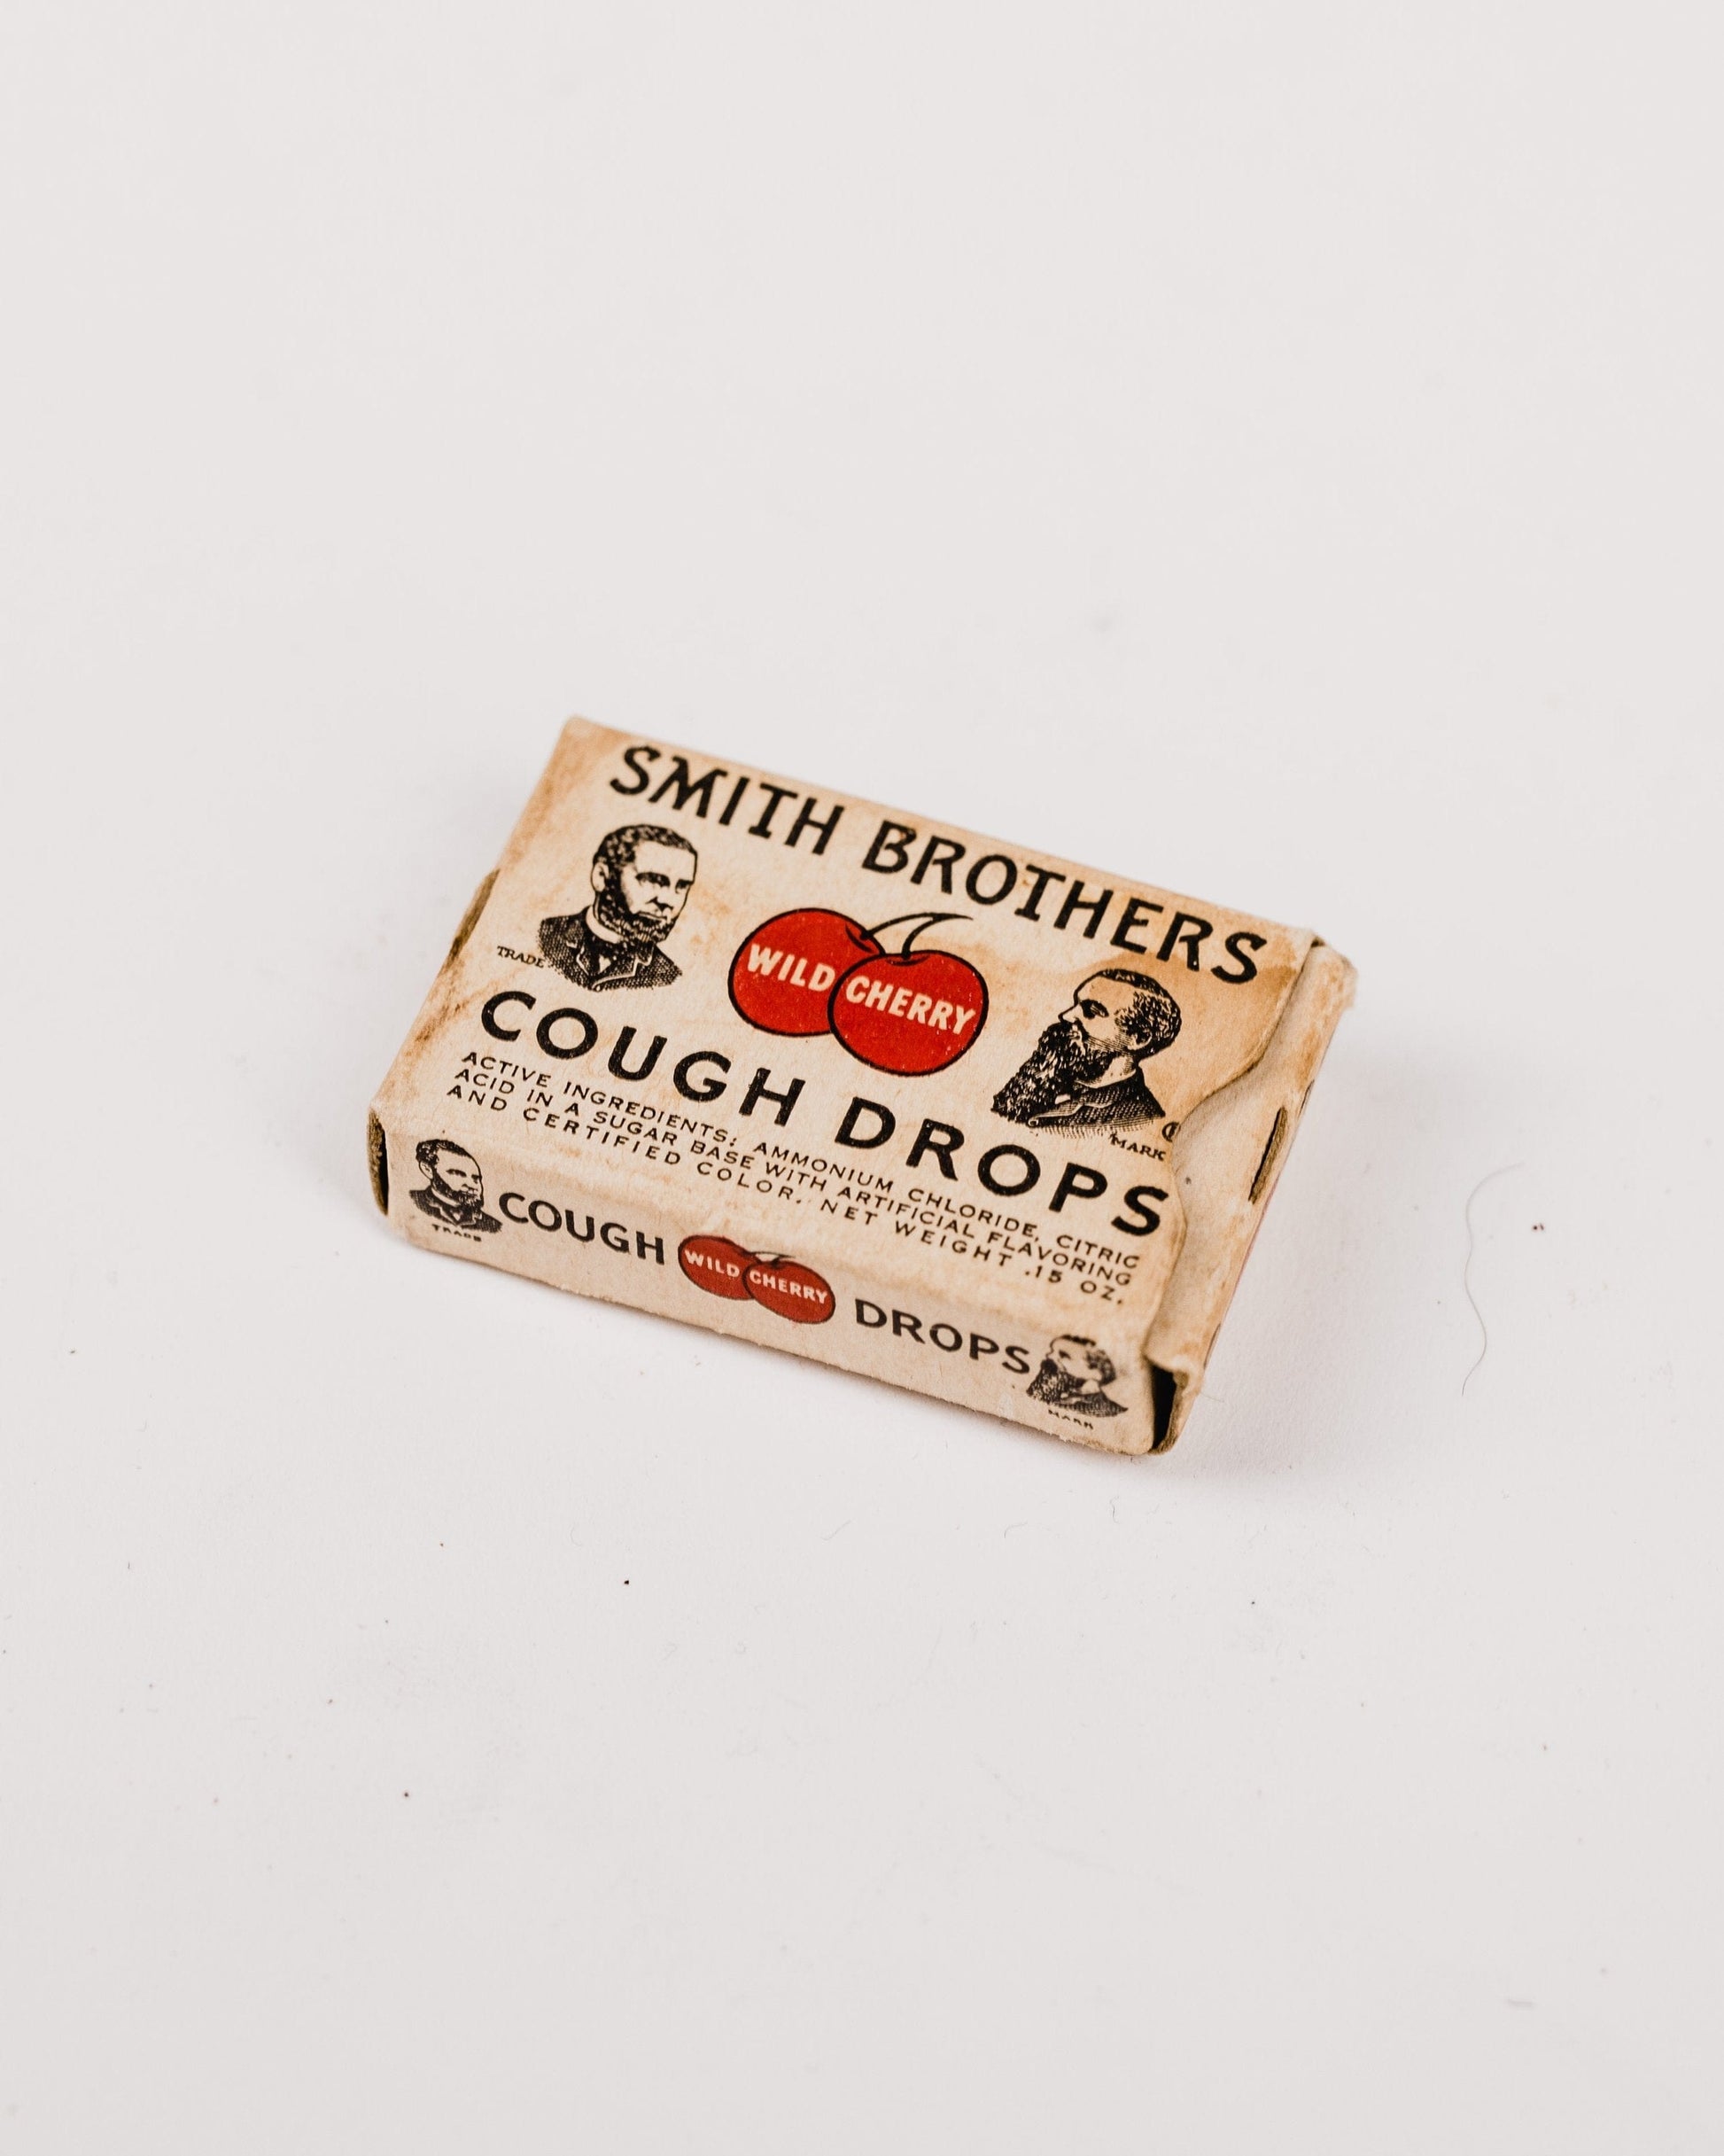 SMITH BROTHERS
WILD CHERRY
TRADE
MARK
COUGH DROPS
ACTIVE INGREDIENTS: AMMONIUM CHLORIDE, CITRIC
ACID IN A SUGAR BASE WITH ARTIFICIAL FLAVORING
AND CERTIFIED COLOR. NET WEIGHT .15 OZ.
COUGH WILD CHERRY DROPS
TRADE
MARK